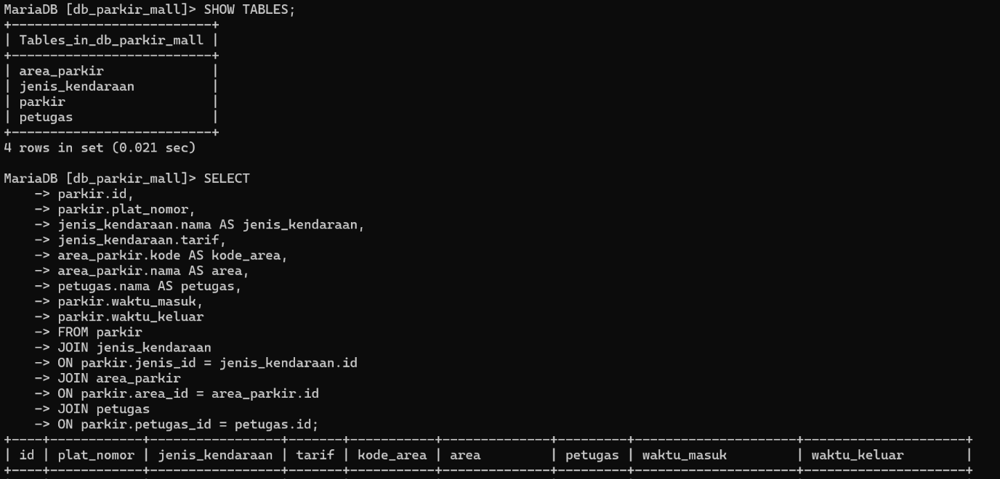 MariaDB [db_parkir_mall]> SHOW TABLES;
+--------------------------+
| Tables_in_db_parkir_mall |
+--------------------------+
| area_parkir              |
| jenis_kendaraan          |
| parkir                   |
| petugas                  |
+--------------------------+
4 rows in set (0.021 sec)

MariaDB [db_parkir_mall]> SELECT
    -> parkir.id,
    -> parkir.plat_nomor,
    -> jenis_kendaraan.nama AS jenis_kendaraan,
    -> jenis_kendaraan.tarif,
    -> area_parkir.kode AS kode_area,
    -> area_parkir.nama AS area,
    -> petugas.nama AS petugas,
    -> parkir.waktu_masuk,
    -> parkir.waktu_keluar
    -> FROM parkir
    -> JOIN jenis_kendaraan
    -> ON parkir.jenis_id = jenis_kendaraan.id
    -> JOIN area_parkir
    -> ON parkir.area_id = area_parkir.id
    -> JOIN petugas
    -> ON parkir.petugas_id = petugas.id;
+----+------------+-----------------+-------+-----------+--------------+---------+---------------------+---------------------+
| id | plat_nomor | jenis_kendaraan | tarif | kode_area | area         | petugas | waktu_masuk         | waktu_keluar        |
+----+------------+-----------------+-------+-----------+--------------+---------+---------------------+---------------------+